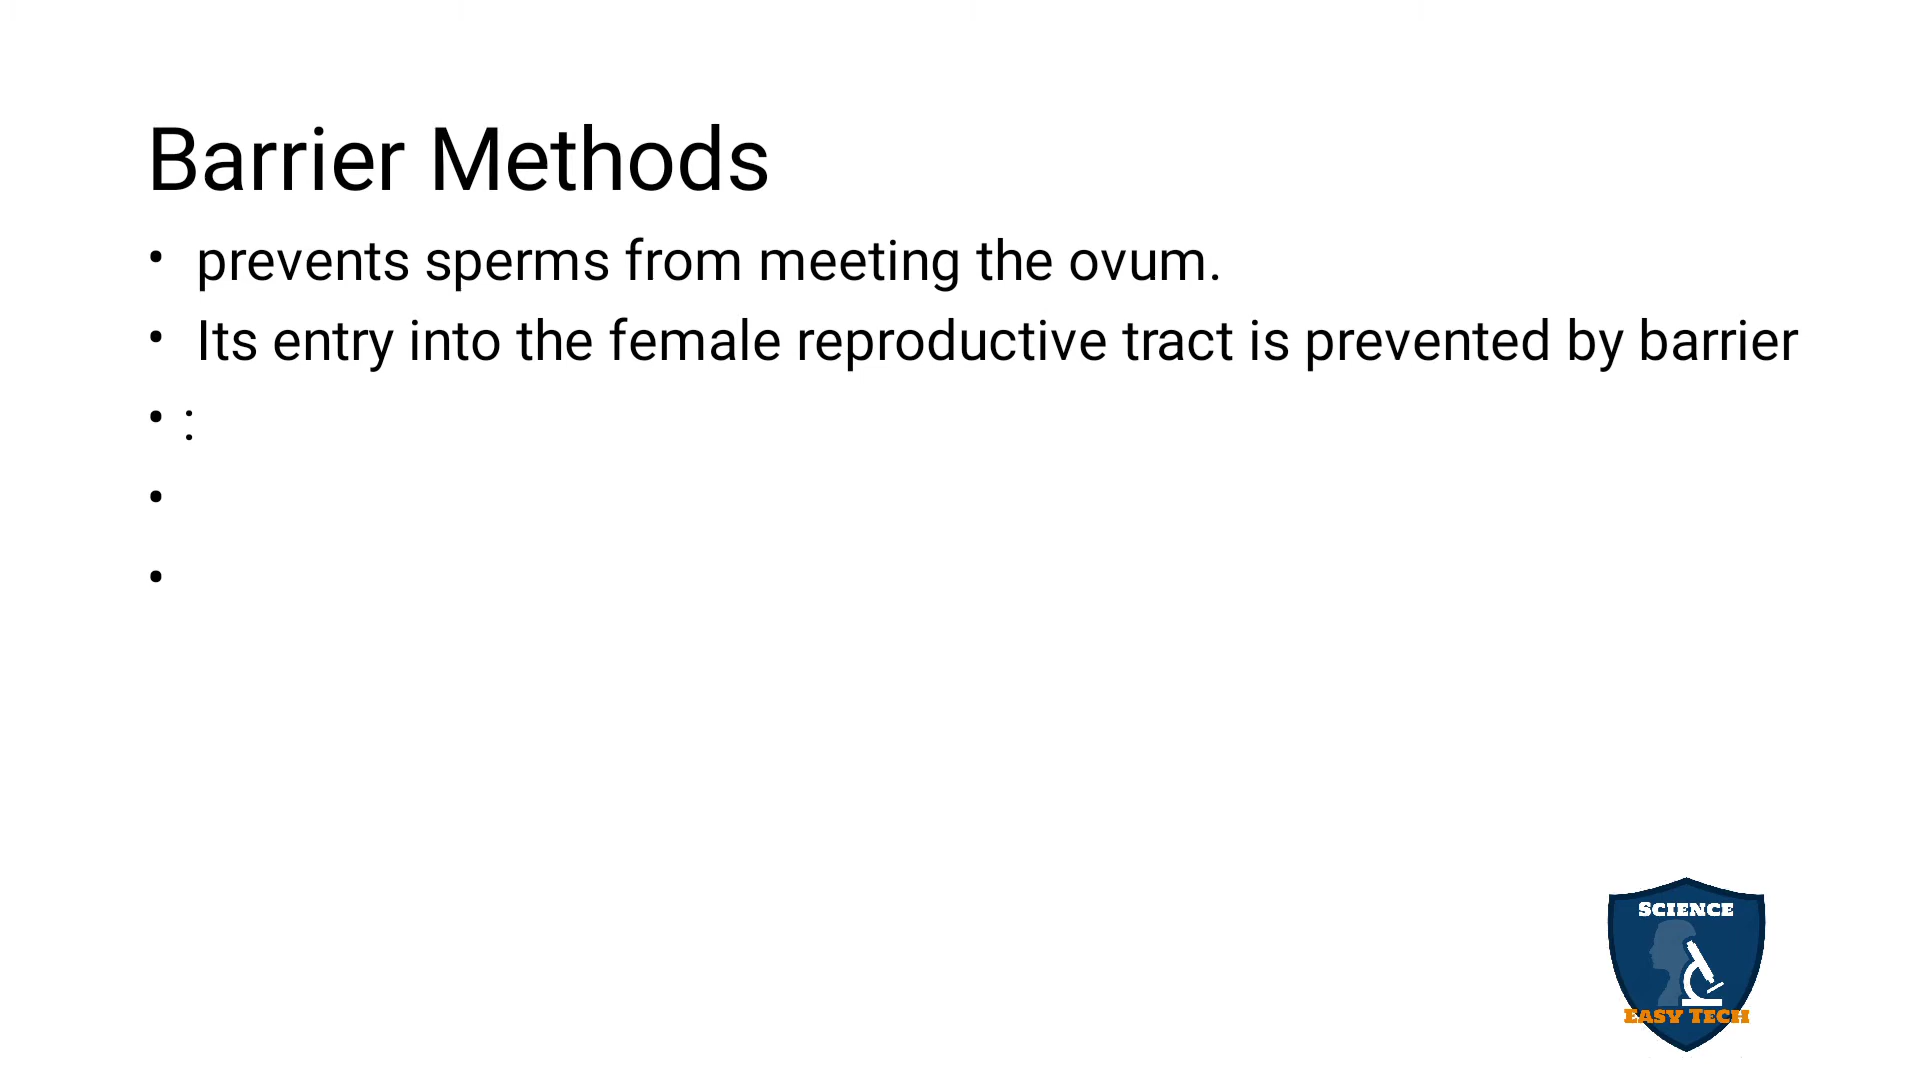 Barrier Methods
• prevents sperms from meeting the ovum.
• Its entry into the female reproductive tract is prevented by barrier
• :
•
•
SCIENCE
EASY TECH